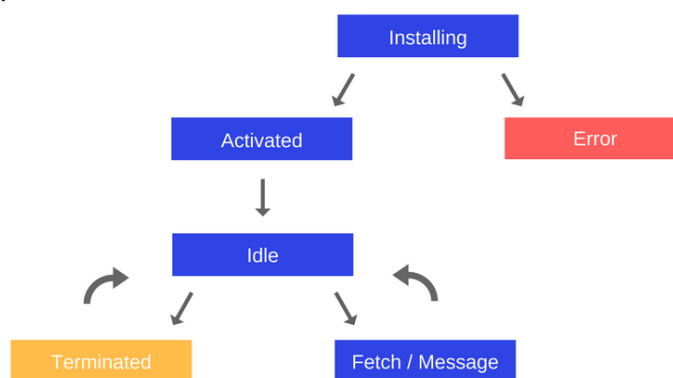 Installing
Activated
Error
Idle
Terminated
Fetch / Message